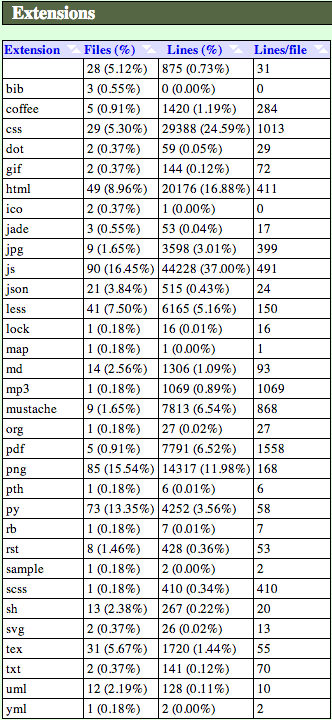 Extensions
Extension Files (%) Lines (%) Lines/file
28 (5.12%) 875 (0.73%) 31
bib 3 (0.55%) 0 (0.00%) 0
coffee 5 (0.91%) 1420 (1.19%) 284
css 29 (5.30%) 29388 (24.59%) 1013
dot 2 (0.37%) 59 (0.05%) 29
gif 2 (0.37%) 144 (0.12%) 72
html 49 (8.96%) 20176 (16.88%) 411
ico 2 (0.37%) 1 (0.00%) 0
jade 3 (0.55%) 53 (0.04%) 17
jpg 9 (1.65%) 3598 (3.01%) 399
js 90 (16.45%) 44228 (37.00%) 491
json 21 (3.84%) 515 (0.43%) 24
less 41 (7.50%) 6165 (5.16%) 150
lock 1 (0.18%) 16 (0.01%) 16
map 1 (0.18%) 1 (0.00%) 1
md 14 (2.56%) 1306 (1.09%) 93
mp3 1 (0.18%) 1069 (0.89%) 1069
mustache 9 (1.65%) 7813 (6.54%) 868
org 1 (0.18%) 27 (0.02%) 27
pdf 5 (0.91%) 7791 (6.52%) 1558
png 85 (15.54%) 14317 (11.98%) 168
pth 1 (0.18%) 6 (0.01%) 6
py 73 (13.35%) 4252 (3.56%) 58
rb 1 (0.18%) 7 (0.01%) 7
rst 8 (1.46%) 428 (0.36%) 53
sample 1 (0.18%) 2 (0.00%) 2
scss 1 (0.18%) 410 (0.34%) 410
sh 13 (2.38%) 267 (0.22%) 20
svg 2 (0.37%) 26 (0.02%) 13
tex 31 (5.67%) 1720 (1.44%) 55
txt 2 (0.37%) 141 (0.12%) 70
uml 12 (2.19%) 128 (0.11%) 10
yml 1 (0.18%) 2 (0.00%) 2